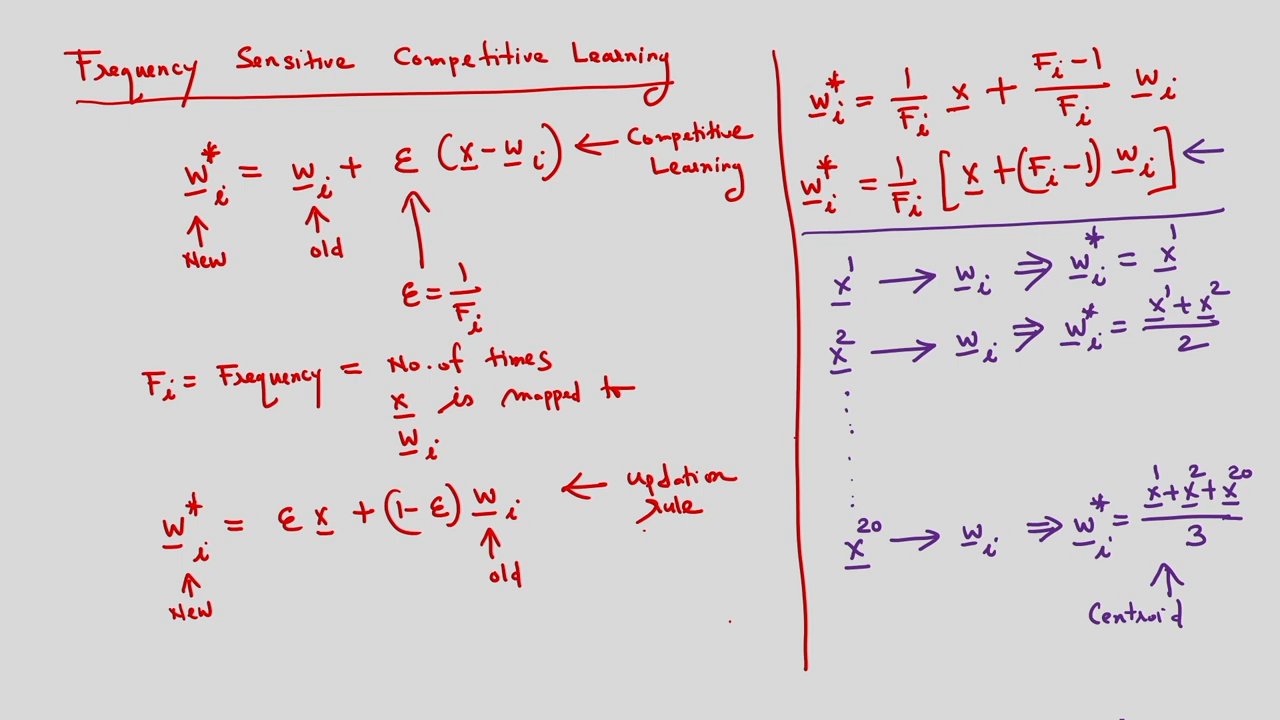 Frequency Sensitive Competitive Learning
w*i = wi + ε (x - wi) ← Competitive Learning
↑ New
↑ old
ε = 1/Fi
Fi = Frequency = No. of times
x is mapped to
wi
w*i = ε x + (1 - ε) wi ← updation rule
↑ New
↑ old
w*i = 1/Fi x + (Fi - 1)/Fi wi
w*i = 1/Fi [x + (Fi - 1) wi] ←
x¹ → wi ⇒ w*i = x¹
x² → wi ⇒ w*i = (x¹ + x²)/2
x²⁰ → wi ⇒ w*i = (x¹ + x² + x²⁰)/3
↑
Centroid